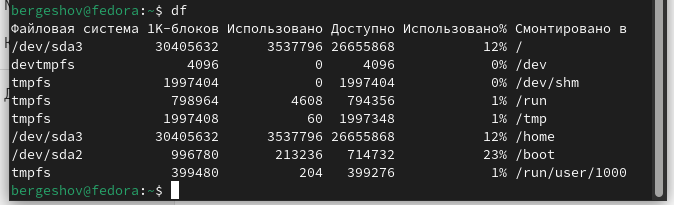 bergeshov@fedora:~$ df
Файловая система 1K-блоков Использовано Доступно Использовано% Смонтировано в
/dev/sda3 30405632 3537796 26655868 12% /
devtmpfs 4096 0 4096 0% /dev
tmpfs 1997404 0 1997404 0% /dev/shm
tmpfs 798964 4608 794356 1% /run
tmpfs 1997408 60 1997348 1% /tmp
/dev/sda3 30405632 3537796 26655868 12% /home
/dev/sda2 996780 213236 714732 23% /boot
tmpfs 399480 204 399276 1% /run/user/1000
bergeshov@fedora:~$